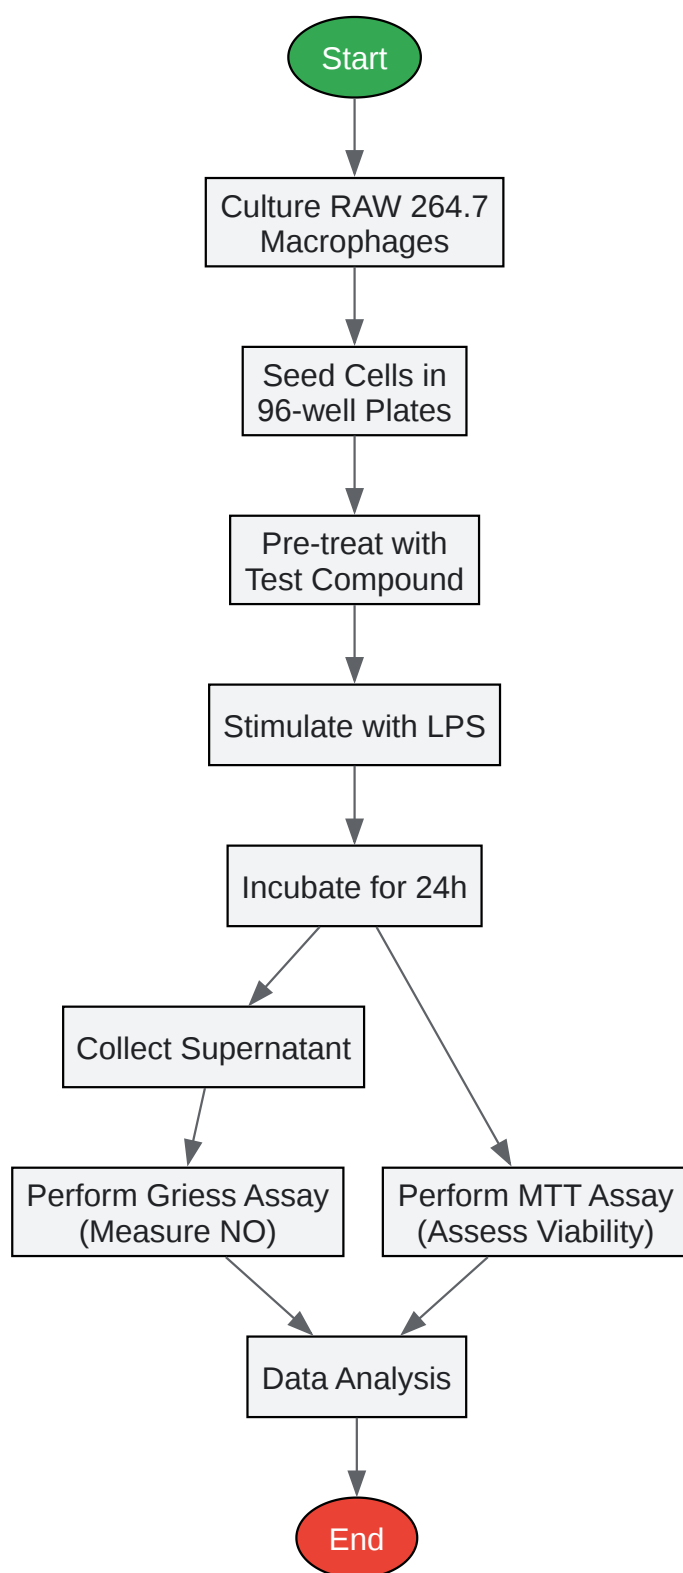 Start
Culture RAW 264.7
Macrophages
Seed Cells in
96-well Plates
Pre-treat with
Test Compound
Stimulate with LPS
Incubate for 24h
Collect Supernatant
Perform Griess Assay
(Measure NO)
Perform MTT Assay
(Assess Viability)
Data Analysis
End